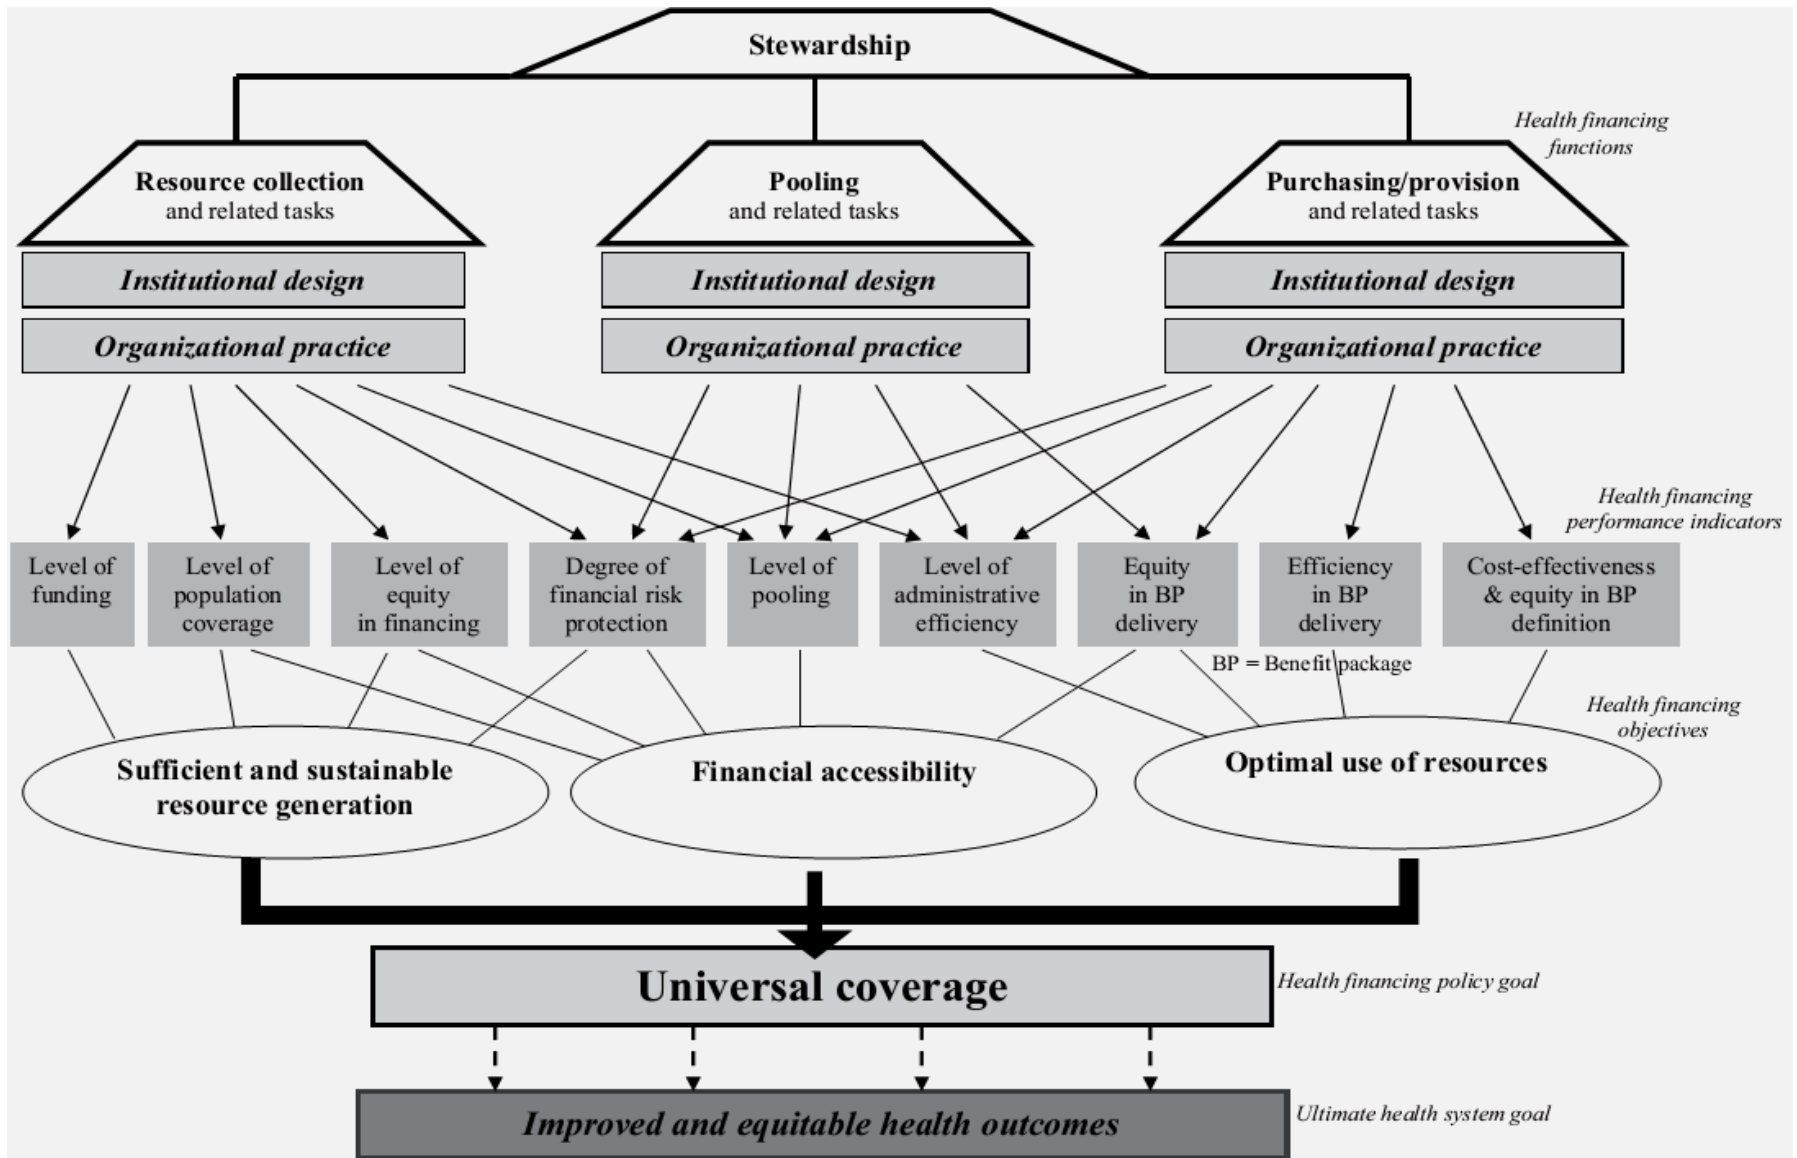 Stewardship
Health financing
functions
Resource collection
and related tasks
Pooling
and related tasks
Purchasing/provision
and related tasks
Institutional design
Institutional design
Institutional design
Organizational practice
Organizational practice
Organizational practice
Health financing
performance indicators
Level of
funding
Level of
population
coverage
Level of
equity
in financing
Degree of
financial risk
protection
Level of
pooling
Level of
administrative
efficiency
Equity
in BP
delivery
Efficiency
in BP
delivery
Cost-effectiveness
& equity in BP
definition
BP = Benefit package
Health financing
objectives
Sufficient and sustainable
resource generation
Financial accessibility
Optimal use of resources
Universal coverage
Health financing policy goal
Improved and equitable health outcomes
Ultimate health system goal